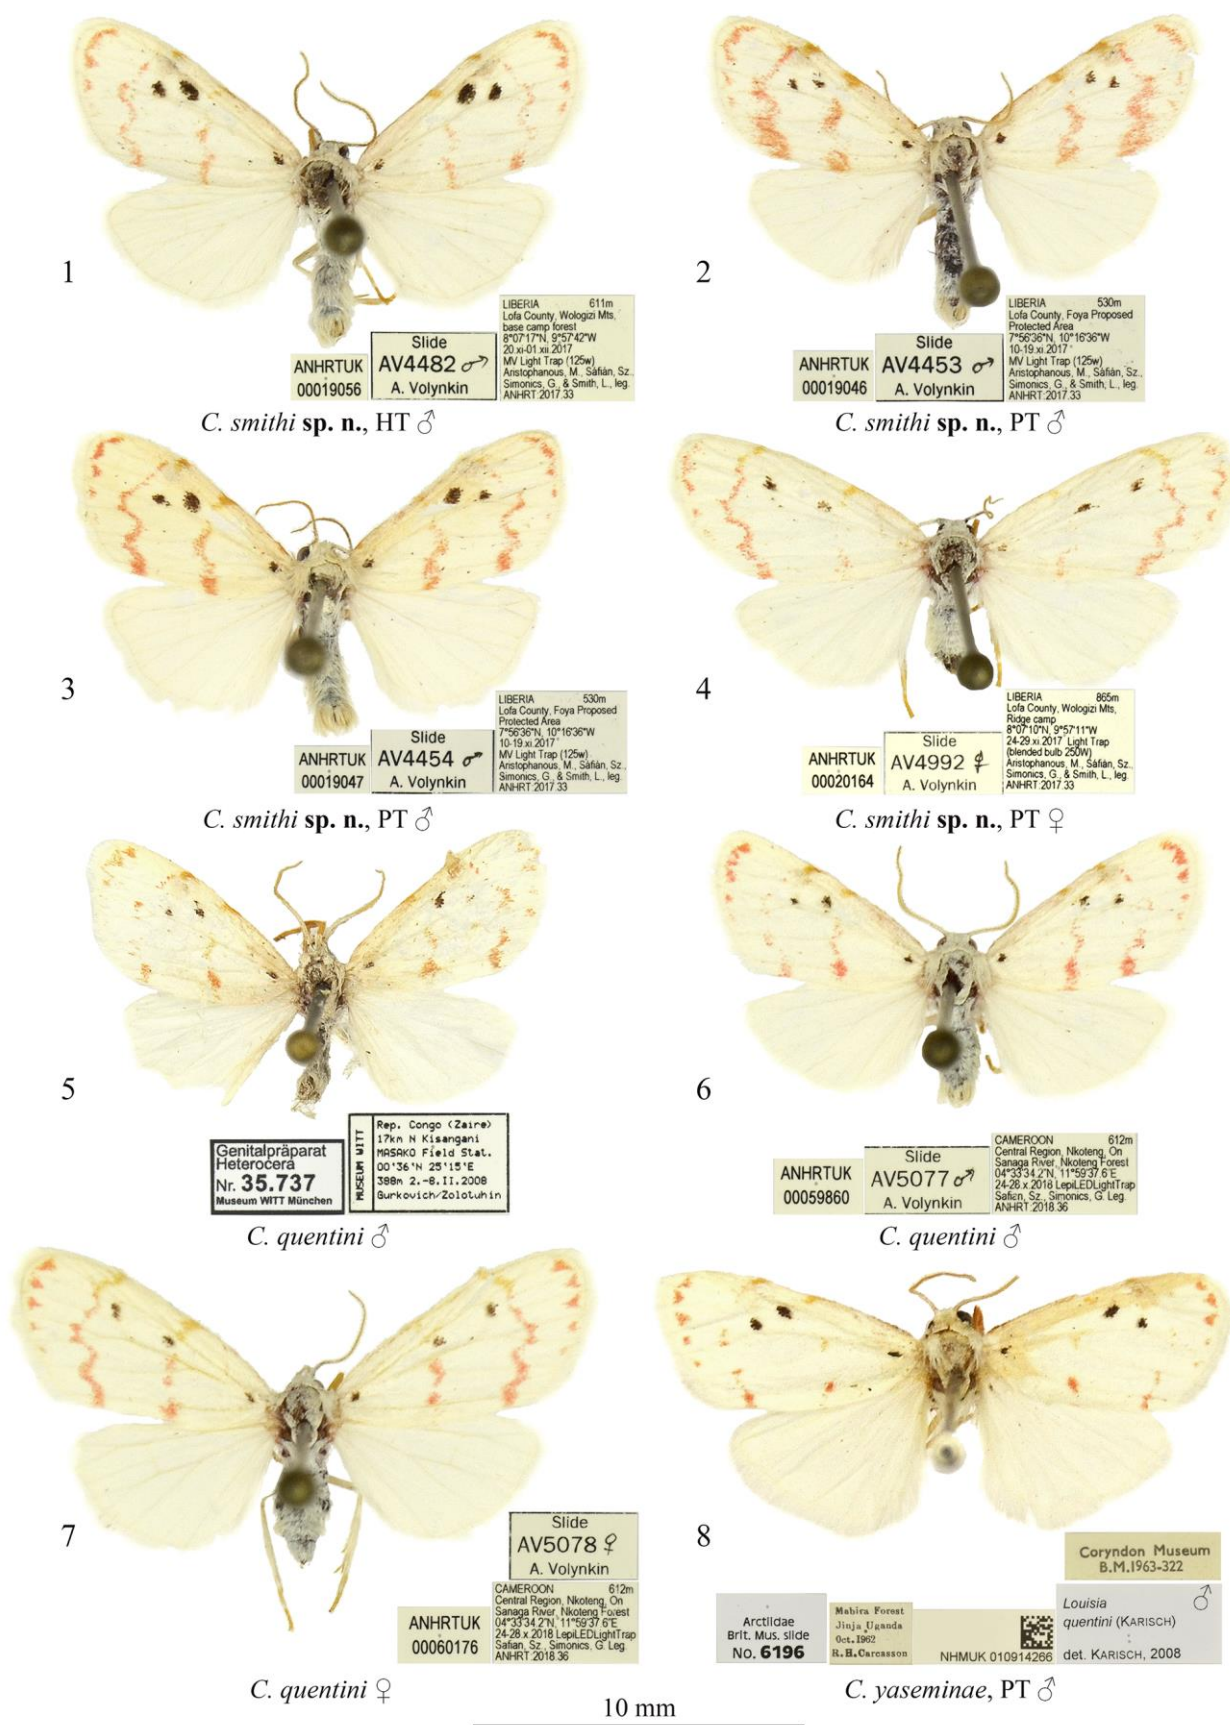 1
ANHRTUK
00019056
Slide
AV4482 ♂
A. Volynkin
LIBERIA 611m
Lofa County, Wologizi Mts,
base camp forest
8°07'17"N, 9°57'42"W
20.xi-01.xii.2017
MV Light Trap (125w)
Aristophanous, M., Sáfián, Sz.,
Simonics, G., & Smith, L., leg.
ANHRT:2017.33
C. smithi sp. n., HT ♂
2
ANHRTUK
00019046
Slide
AV4453 ♂
A. Volynkin
LIBERIA 530m
Lofa County, Foya Proposed
Protected Area
7°56'36"N, 10°16'36"W
10-19.xi.2017
MV Light Trap (125w)
Aristophanous, M., Sáfián, Sz.,
Simonics, G., & Smith, L., leg.
ANHRT:2017.33
C. smithi sp. n., PT ♂
3
ANHRTUK
00019047
Slide
AV4454 ♂
A. Volynkin
LIBERIA 530m
Lofa County, Foya Proposed
Protected Area
7°56'36"N, 10°16'36"W
10-19.xi.2017
MV Light Trap (125w)
Aristophanous, M., Sáfián, Sz.,
Simonics, G., & Smith, L., leg.
ANHRT:2017.33
C. smithi sp. n., PT ♂
4
ANHRTUK
00020164
Slide
AV4992 ♀
A. Volynkin
LIBERIA 865m
Lofa County, Wologizi Mts,
Ridge camp
8°07'10"N, 9°57'11"W
24-29.xi.2017 Light Trap
(blended bulb 250W)
Aristophanous, M., Sáfián, Sz.,
Simonics, G., & Smith, L., leg.
ANHRT:2017.33
C. smithi sp. n., PT ♀
5
Genitalpräparat
Heterocera
Nr. 35.737
Museum WITT München
MUSEUM WITT
Rep. Congo (Zaire)
17km N Kisangani
MASAKO Field Stat.
00°36'N 25°15'E
388m 2.-8.II.2008
Gurkovich/Zolotuhin
C. quentini ♂
6
ANHRTUK
00059860
Slide
AV5077 ♂
A. Volynkin
CAMEROON 612m
Central Region, Nkoteng, On
Sanaga River, Nkoteng Forest
04°33'34.2"N, 11°59'37.6"E
24-28.x.2018 LepiLEDLightTrap
Safian, Sz., Simonics, G. Leg.
ANHRT:2018.36
C. quentini ♂
7
Slide
AV5078 ♀
A. Volynkin
ANHRTUK
00060176
CAMEROON 612m
Central Region, Nkoteng, On
Sanaga River, Nkoteng Forest
04°33'34.2"N, 11°59'37.6"E
24-28.x.2018 LepiLEDLightTrap
Safian, Sz., Simonics, G. Leg.
ANHRT:2018.36
C. quentini ♀
8
Coryndon Museum
B.M.1963-322
Arctiidae
Brit. Mus. slide
No. 6196
Mabira Forest
Jinja Uganda
Oct.1962
R.H.Carcasson
NHMUK 010914266
Louisia ♂
quentini (KARISCH)
det. KARISCH, 2008
C. yaseminae, PT ♂
10 mm